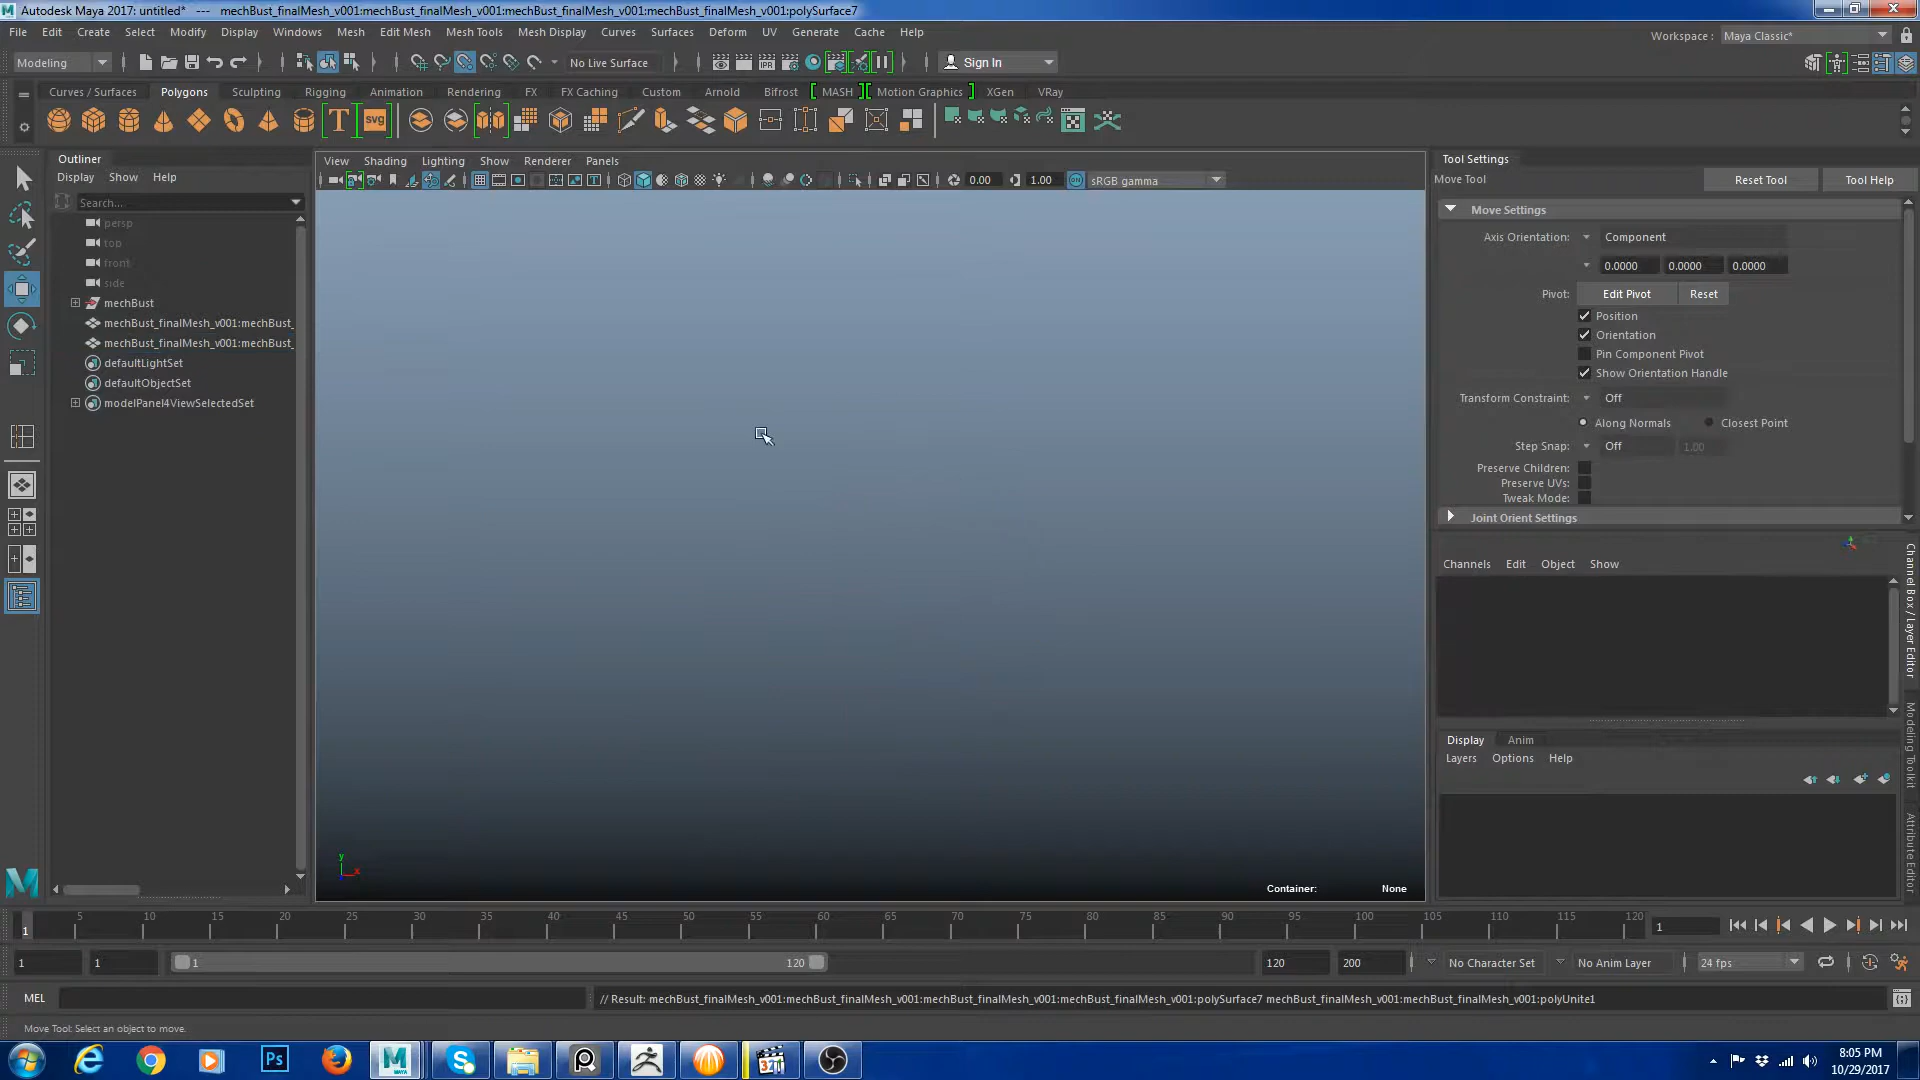 Autodesk Maya 2017: untitled* --- mechBust_finalMesh_v001:mechBust_finalMesh_v001:mechBust_finalMesh_v001:mechBust_finalMesh_v001:polySurface7
File Edit Create Select Modify Display Windows Mesh Edit Mesh Mesh Tools Mesh Display Curves Surfaces Deform UV Generate Cache Help
Workspace : Maya Classic*
Modeling No Live Surface Sign In
Curves / Surfaces Polygons Sculpting Rigging Animation Rendering FX FX Caching Custom Arnold Bifrost MASH Motion Graphics XGen VRay
T svg
Outliner
Display Show Help
Search...
persp
top
front
side
mechBust
mechBust_finalMesh_v001:mechBust_
mechBust_finalMesh_v001:mechBust_
defaultLightSet
defaultObjectSet
modelPanel4ViewSelectedSet
View Shading Lighting Show Renderer Panels
0.00 1.00 sRGB gamma
y
x
Container: None
Tool Settings
Move Tool Reset Tool Tool Help
Move Settings
Axis Orientation: Component
0.0000 0.0000 0.0000
Pivot: Edit Pivot Reset
Position
Orientation
Pin Component Pivot
Show Orientation Handle
Transform Constraint: Off
Along Normals Closest Point
Step Snap: Off 1.00
Preserve Children:
Preserve UVs:
Tweak Mode:
Joint Orient Settings
Channels Edit Object Show
Display Anim
Layers Options Help
Channel Box / Layer Editor
Modeling Toolkit
Attribute Editor
5 10 15 20 25 30 35 40 45 50 55 60 65 70 75 80 85 90 95 100 105 110 115 120
1 1
1 1 1 120 120 200 No Character Set No Anim Layer 24 fps
MEL // Result: mechBust_finalMesh_v001:mechBust_finalMesh_v001:mechBust_finalMesh_v001:mechBust_finalMesh_v001:polySurface7 mechBust_finalMesh_v001:mechBust_finalMesh_v001:polyUnite1
Move Tool: Select an object to move.
Ps
8:05 PM
10/29/2017